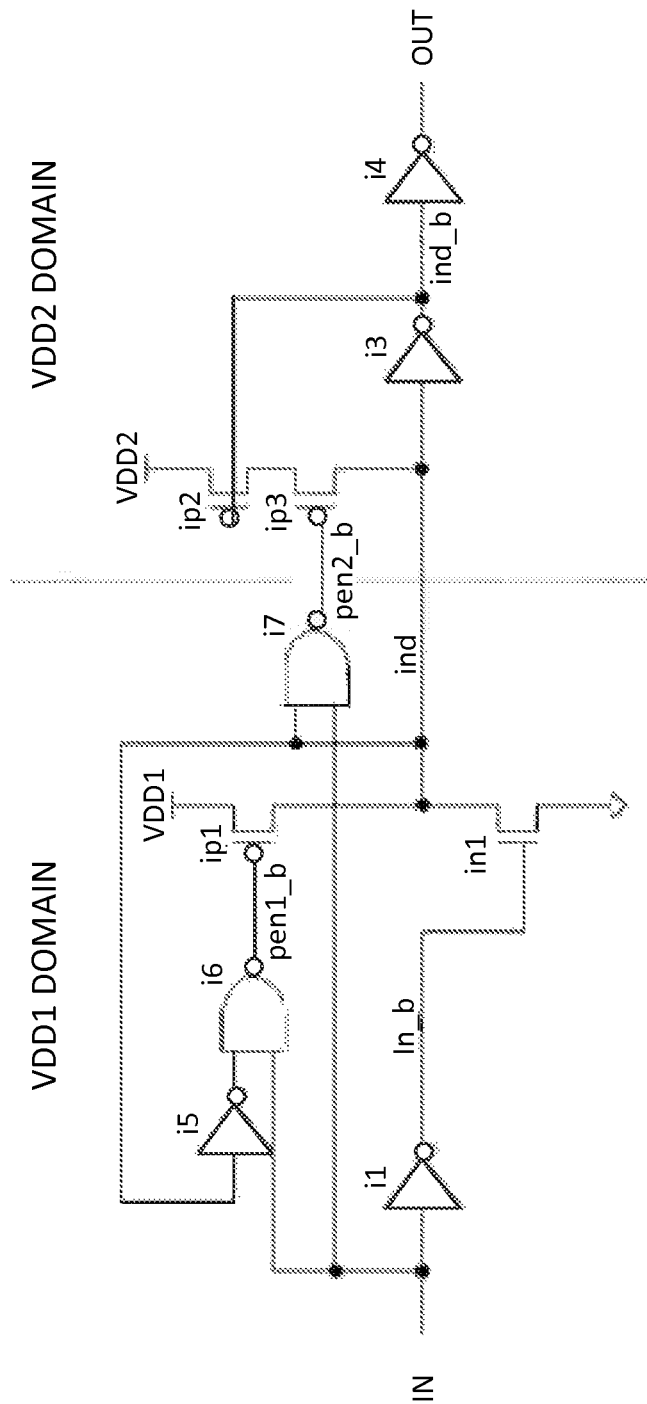 VDD1 DOMAIN
VDD2 DOMAIN
VDD1
VDD2
i5
i6
pen1_b
ip1
i7
pen2_b
ip2
ip3
IN
i1
In_b
in1
ind
i3
ind_b
i4
OUT